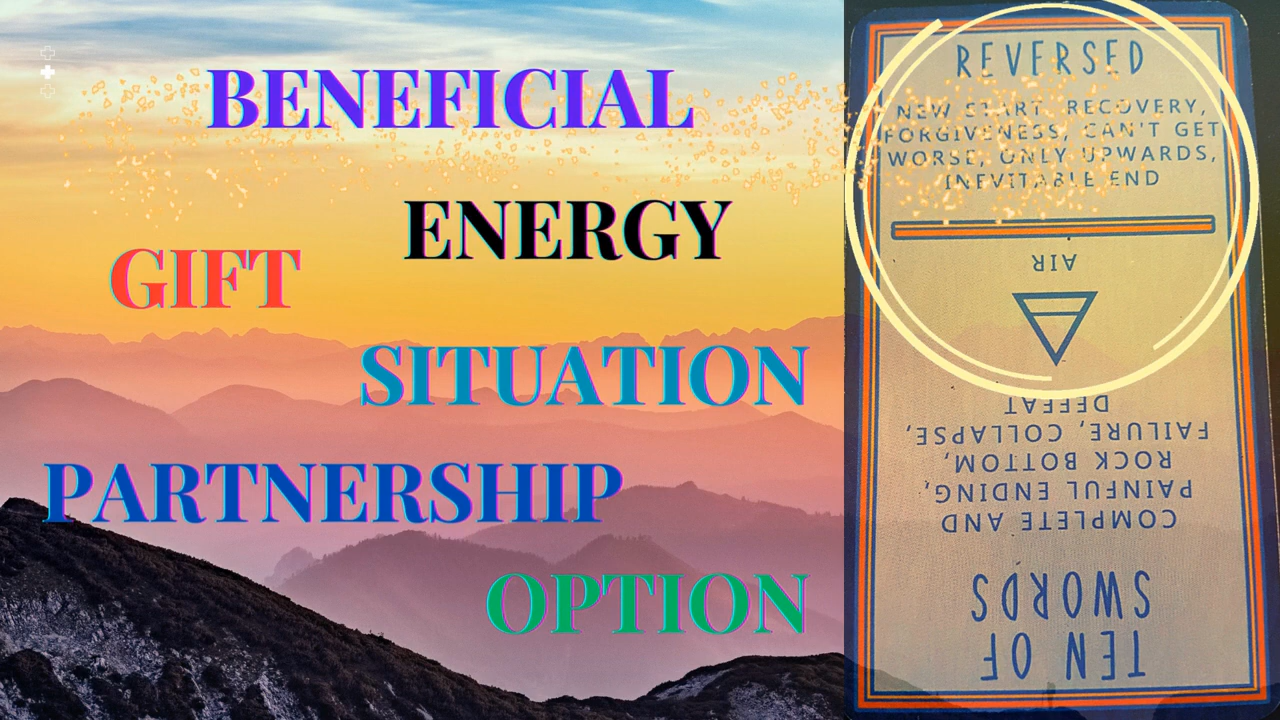 BENEFICIAL
ENERGY
GIFT
SITUATION
PARTNERSHIP
OPTION
REVERSED
NEW START, RECOVERY,
FORGIVENESS, CAN'T GET
WORSE, ONLY UPWARDS,
INEVITABLE END
AIR
TEN OF
SWORDS
COMPLETE AND
PAINFUL ENDING,
ROCK BOTTOM,
FAILURE, COLLAPSE,
DEFEAT